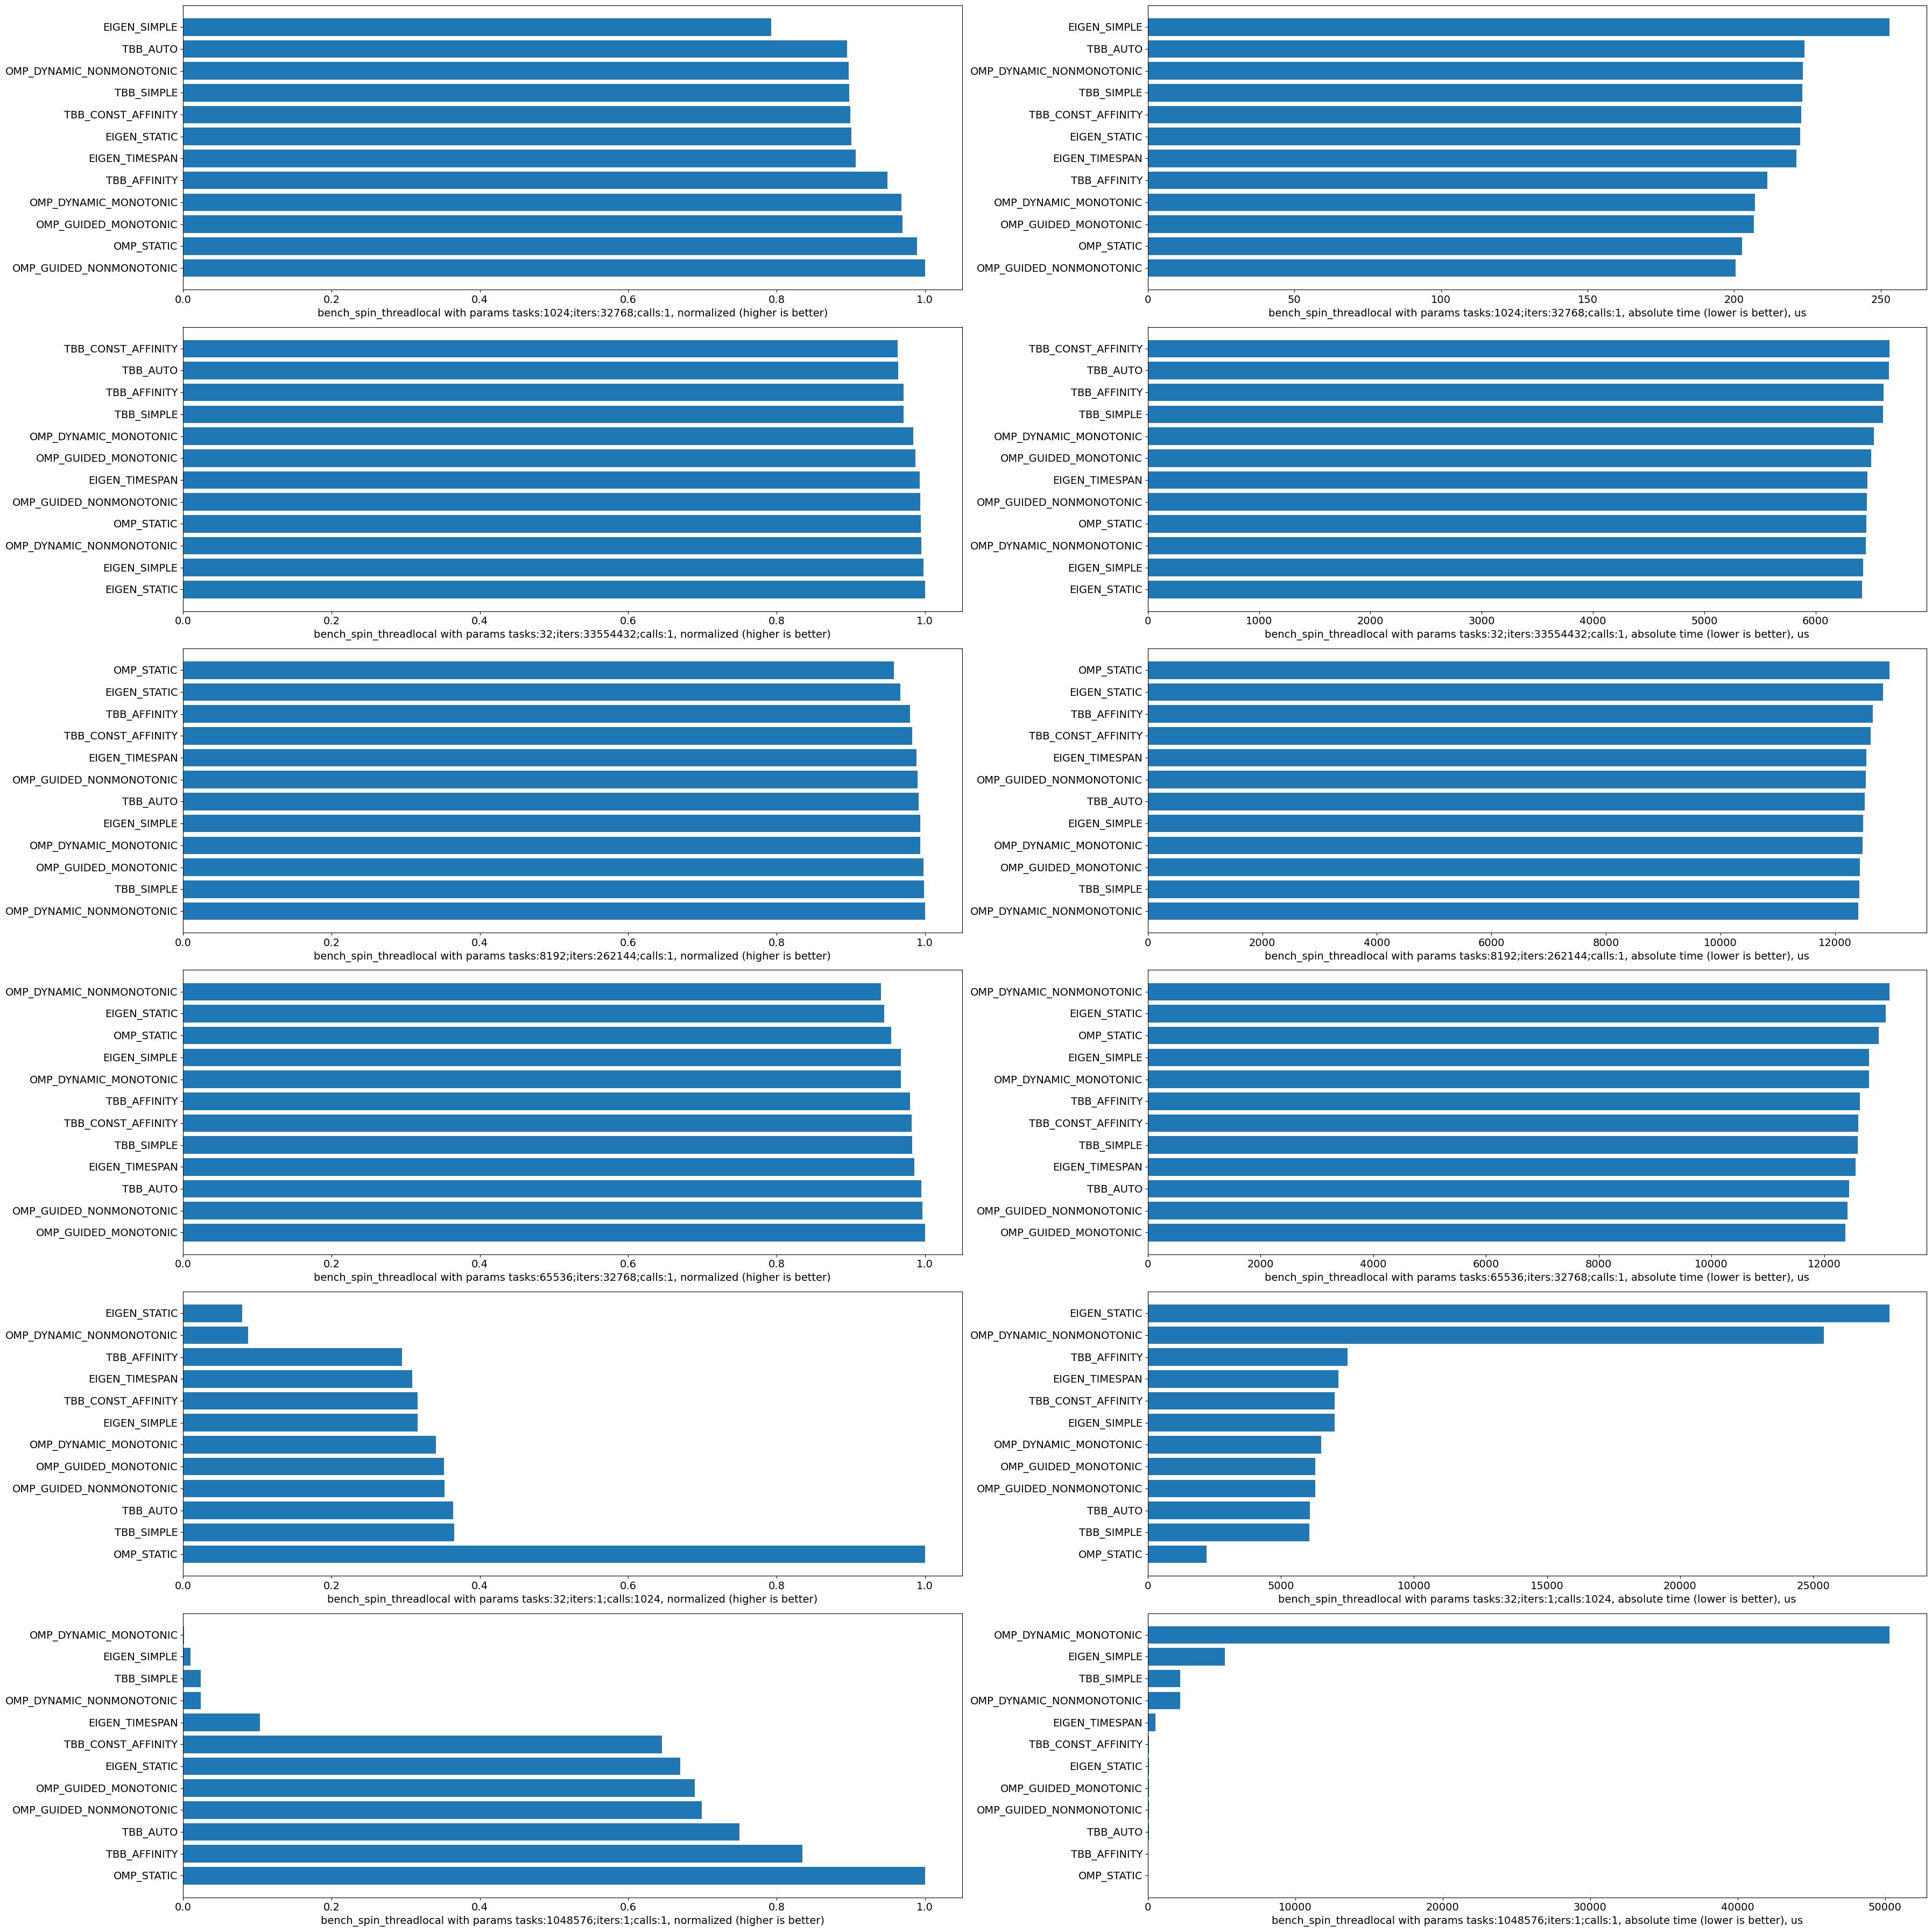 EIGEN_SIMPLE
TBB_AUTO
OMP_DYNAMIC_NONMONOTONIC
TBB_SIMPLE
TBB_CONST_AFFINITY
EIGEN_STATIC
EIGEN_TIMESPAN
TBB_AFFINITY
OMP_DYNAMIC_MONOTONIC
OMP_GUIDED_MONOTONIC
OMP_STATIC
OMP_GUIDED_NONMONOTONIC
0.0 0.2 0.4 0.6 0.8 1.0
bench_spin_threadlocal with params tasks:1024;iters:32768;calls:1, normalized (higher is better)
EIGEN_SIMPLE
TBB_AUTO
OMP_DYNAMIC_NONMONOTONIC
TBB_SIMPLE
TBB_CONST_AFFINITY
EIGEN_STATIC
EIGEN_TIMESPAN
TBB_AFFINITY
OMP_DYNAMIC_MONOTONIC
OMP_GUIDED_MONOTONIC
OMP_STATIC
OMP_GUIDED_NONMONOTONIC
0 50 100 150 200 250
bench_spin_threadlocal with params tasks:1024;iters:32768;calls:1, absolute time (lower is better), us
TBB_CONST_AFFINITY
TBB_AUTO
TBB_AFFINITY
TBB_SIMPLE
OMP_DYNAMIC_MONOTONIC
OMP_GUIDED_MONOTONIC
EIGEN_TIMESPAN
OMP_GUIDED_NONMONOTONIC
OMP_STATIC
OMP_DYNAMIC_NONMONOTONIC
EIGEN_SIMPLE
EIGEN_STATIC
0.0 0.2 0.4 0.6 0.8 1.0
bench_spin_threadlocal with params tasks:32;iters:33554432;calls:1, normalized (higher is better)
TBB_CONST_AFFINITY
TBB_AUTO
TBB_AFFINITY
TBB_SIMPLE
OMP_DYNAMIC_MONOTONIC
OMP_GUIDED_MONOTONIC
EIGEN_TIMESPAN
OMP_GUIDED_NONMONOTONIC
OMP_STATIC
OMP_DYNAMIC_NONMONOTONIC
EIGEN_SIMPLE
EIGEN_STATIC
0 1000 2000 3000 4000 5000 6000
bench_spin_threadlocal with params tasks:32;iters:33554432;calls:1, absolute time (lower is better), us
OMP_STATIC
EIGEN_STATIC
TBB_AFFINITY
TBB_CONST_AFFINITY
EIGEN_TIMESPAN
OMP_GUIDED_NONMONOTONIC
TBB_AUTO
EIGEN_SIMPLE
OMP_DYNAMIC_MONOTONIC
OMP_GUIDED_MONOTONIC
TBB_SIMPLE
OMP_DYNAMIC_NONMONOTONIC
0.0 0.2 0.4 0.6 0.8 1.0
bench_spin_threadlocal with params tasks:8192;iters:262144;calls:1, normalized (higher is better)
OMP_STATIC
EIGEN_STATIC
TBB_AFFINITY
TBB_CONST_AFFINITY
EIGEN_TIMESPAN
OMP_GUIDED_NONMONOTONIC
TBB_AUTO
EIGEN_SIMPLE
OMP_DYNAMIC_MONOTONIC
OMP_GUIDED_MONOTONIC
TBB_SIMPLE
OMP_DYNAMIC_NONMONOTONIC
0 2000 4000 6000 8000 10000 12000
bench_spin_threadlocal with params tasks:8192;iters:262144;calls:1, absolute time (lower is better), us
OMP_DYNAMIC_NONMONOTONIC
EIGEN_STATIC
OMP_STATIC
EIGEN_SIMPLE
OMP_DYNAMIC_MONOTONIC
TBB_AFFINITY
TBB_CONST_AFFINITY
TBB_SIMPLE
EIGEN_TIMESPAN
TBB_AUTO
OMP_GUIDED_NONMONOTONIC
OMP_GUIDED_MONOTONIC
0.0 0.2 0.4 0.6 0.8 1.0
bench_spin_threadlocal with params tasks:65536;iters:32768;calls:1, normalized (higher is better)
OMP_DYNAMIC_NONMONOTONIC
EIGEN_STATIC
OMP_STATIC
EIGEN_SIMPLE
OMP_DYNAMIC_MONOTONIC
TBB_AFFINITY
TBB_CONST_AFFINITY
TBB_SIMPLE
EIGEN_TIMESPAN
TBB_AUTO
OMP_GUIDED_NONMONOTONIC
OMP_GUIDED_MONOTONIC
0 2000 4000 6000 8000 10000 12000
bench_spin_threadlocal with params tasks:65536;iters:32768;calls:1, absolute time (lower is better), us
EIGEN_STATIC
OMP_DYNAMIC_NONMONOTONIC
TBB_AFFINITY
EIGEN_TIMESPAN
TBB_CONST_AFFINITY
EIGEN_SIMPLE
OMP_DYNAMIC_MONOTONIC
OMP_GUIDED_MONOTONIC
OMP_GUIDED_NONMONOTONIC
TBB_AUTO
TBB_SIMPLE
OMP_STATIC
0.0 0.2 0.4 0.6 0.8 1.0
bench_spin_threadlocal with params tasks:32;iters:1;calls:1024, normalized (higher is better)
EIGEN_STATIC
OMP_DYNAMIC_NONMONOTONIC
TBB_AFFINITY
EIGEN_TIMESPAN
TBB_CONST_AFFINITY
EIGEN_SIMPLE
OMP_DYNAMIC_MONOTONIC
OMP_GUIDED_MONOTONIC
OMP_GUIDED_NONMONOTONIC
TBB_AUTO
TBB_SIMPLE
OMP_STATIC
0 5000 10000 15000 20000 25000
bench_spin_threadlocal with params tasks:32;iters:1;calls:1024, absolute time (lower is better), us
OMP_DYNAMIC_MONOTONIC
EIGEN_SIMPLE
TBB_SIMPLE
OMP_DYNAMIC_NONMONOTONIC
EIGEN_TIMESPAN
TBB_CONST_AFFINITY
EIGEN_STATIC
OMP_GUIDED_MONOTONIC
OMP_GUIDED_NONMONOTONIC
TBB_AUTO
TBB_AFFINITY
OMP_STATIC
0.0 0.2 0.4 0.6 0.8 1.0
bench_spin_threadlocal with params tasks:1048576;iters:1;calls:1, normalized (higher is better)
OMP_DYNAMIC_MONOTONIC
EIGEN_SIMPLE
TBB_SIMPLE
OMP_DYNAMIC_NONMONOTONIC
EIGEN_TIMESPAN
TBB_CONST_AFFINITY
EIGEN_STATIC
OMP_GUIDED_MONOTONIC
OMP_GUIDED_NONMONOTONIC
TBB_AUTO
TBB_AFFINITY
OMP_STATIC
0 10000 20000 30000 40000 50000
bench_spin_threadlocal with params tasks:1048576;iters:1;calls:1, absolute time (lower is better), us